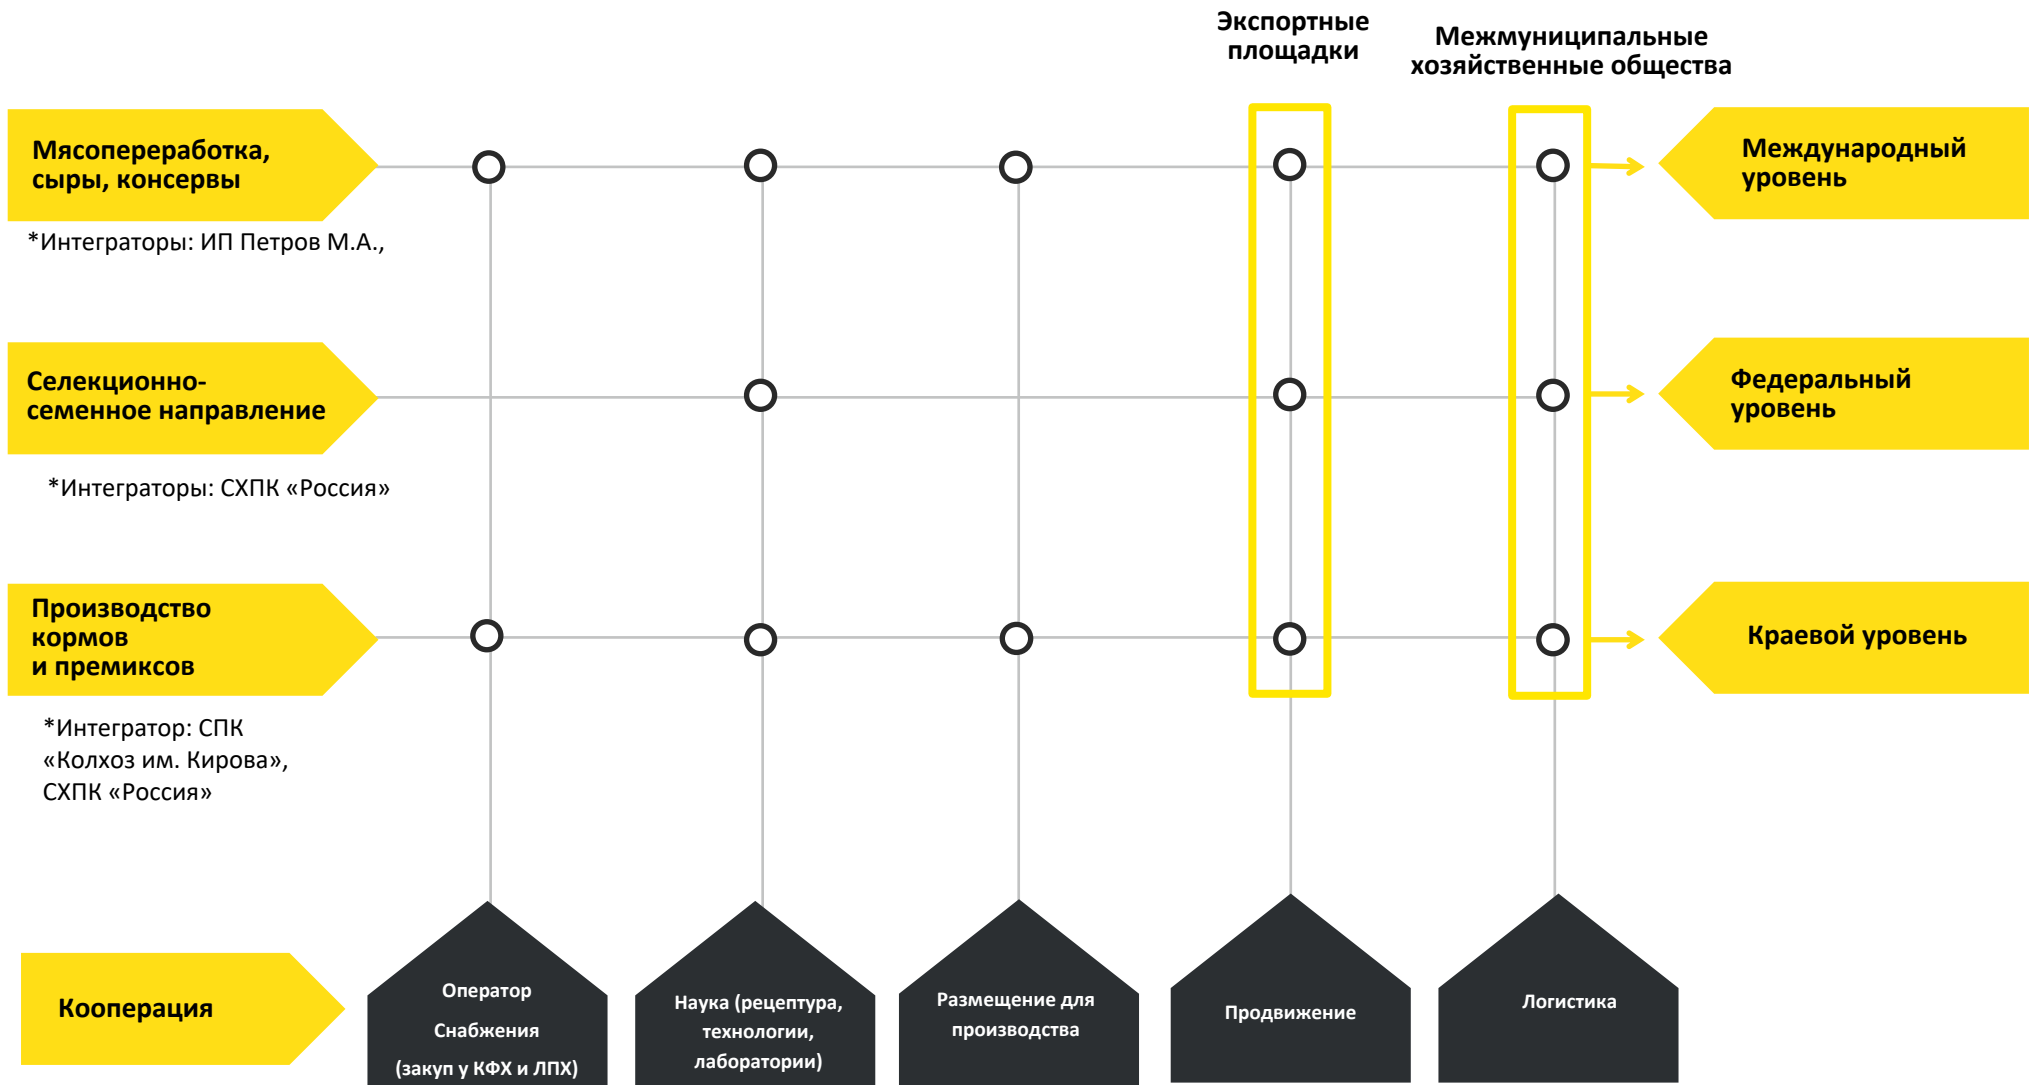 Экспортные
площадки
Межмуниципальные
хозяйственные общества
Мясопереработка,
сыры, консервы
Международный
уровень
*Интеграторы: ИП Петров М.А.,
Селекционно-
семенное направление
Федеральный
уровень
*Интеграторы: СХПК «Россия»
Производство
кормов
и премиксов
Краевой уровень
*Интегратор: СПК
«Колхоз им. Кирова»,
СХПК «Россия»
Кооперация
Оператор
Снабжения
(закуп у КФХ и ЛПХ)
Наука (рецептура,
технологии,
лаборатории)
Размещение для
производства
Продвижение
Логистика